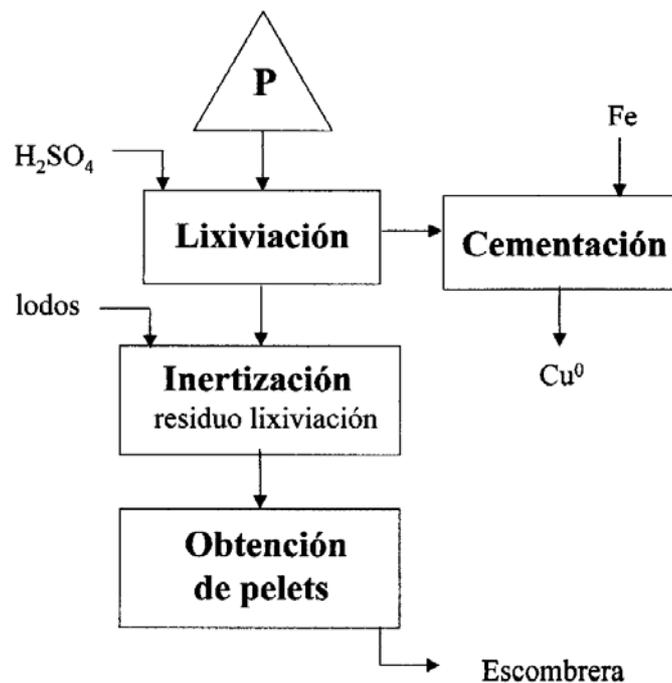 P
Fe
H₂SO₄
Lixiviación
Cementación
lodos
Inertización
residuo lixiviación
Cu⁰
Obtención
de pelets
Escombrera